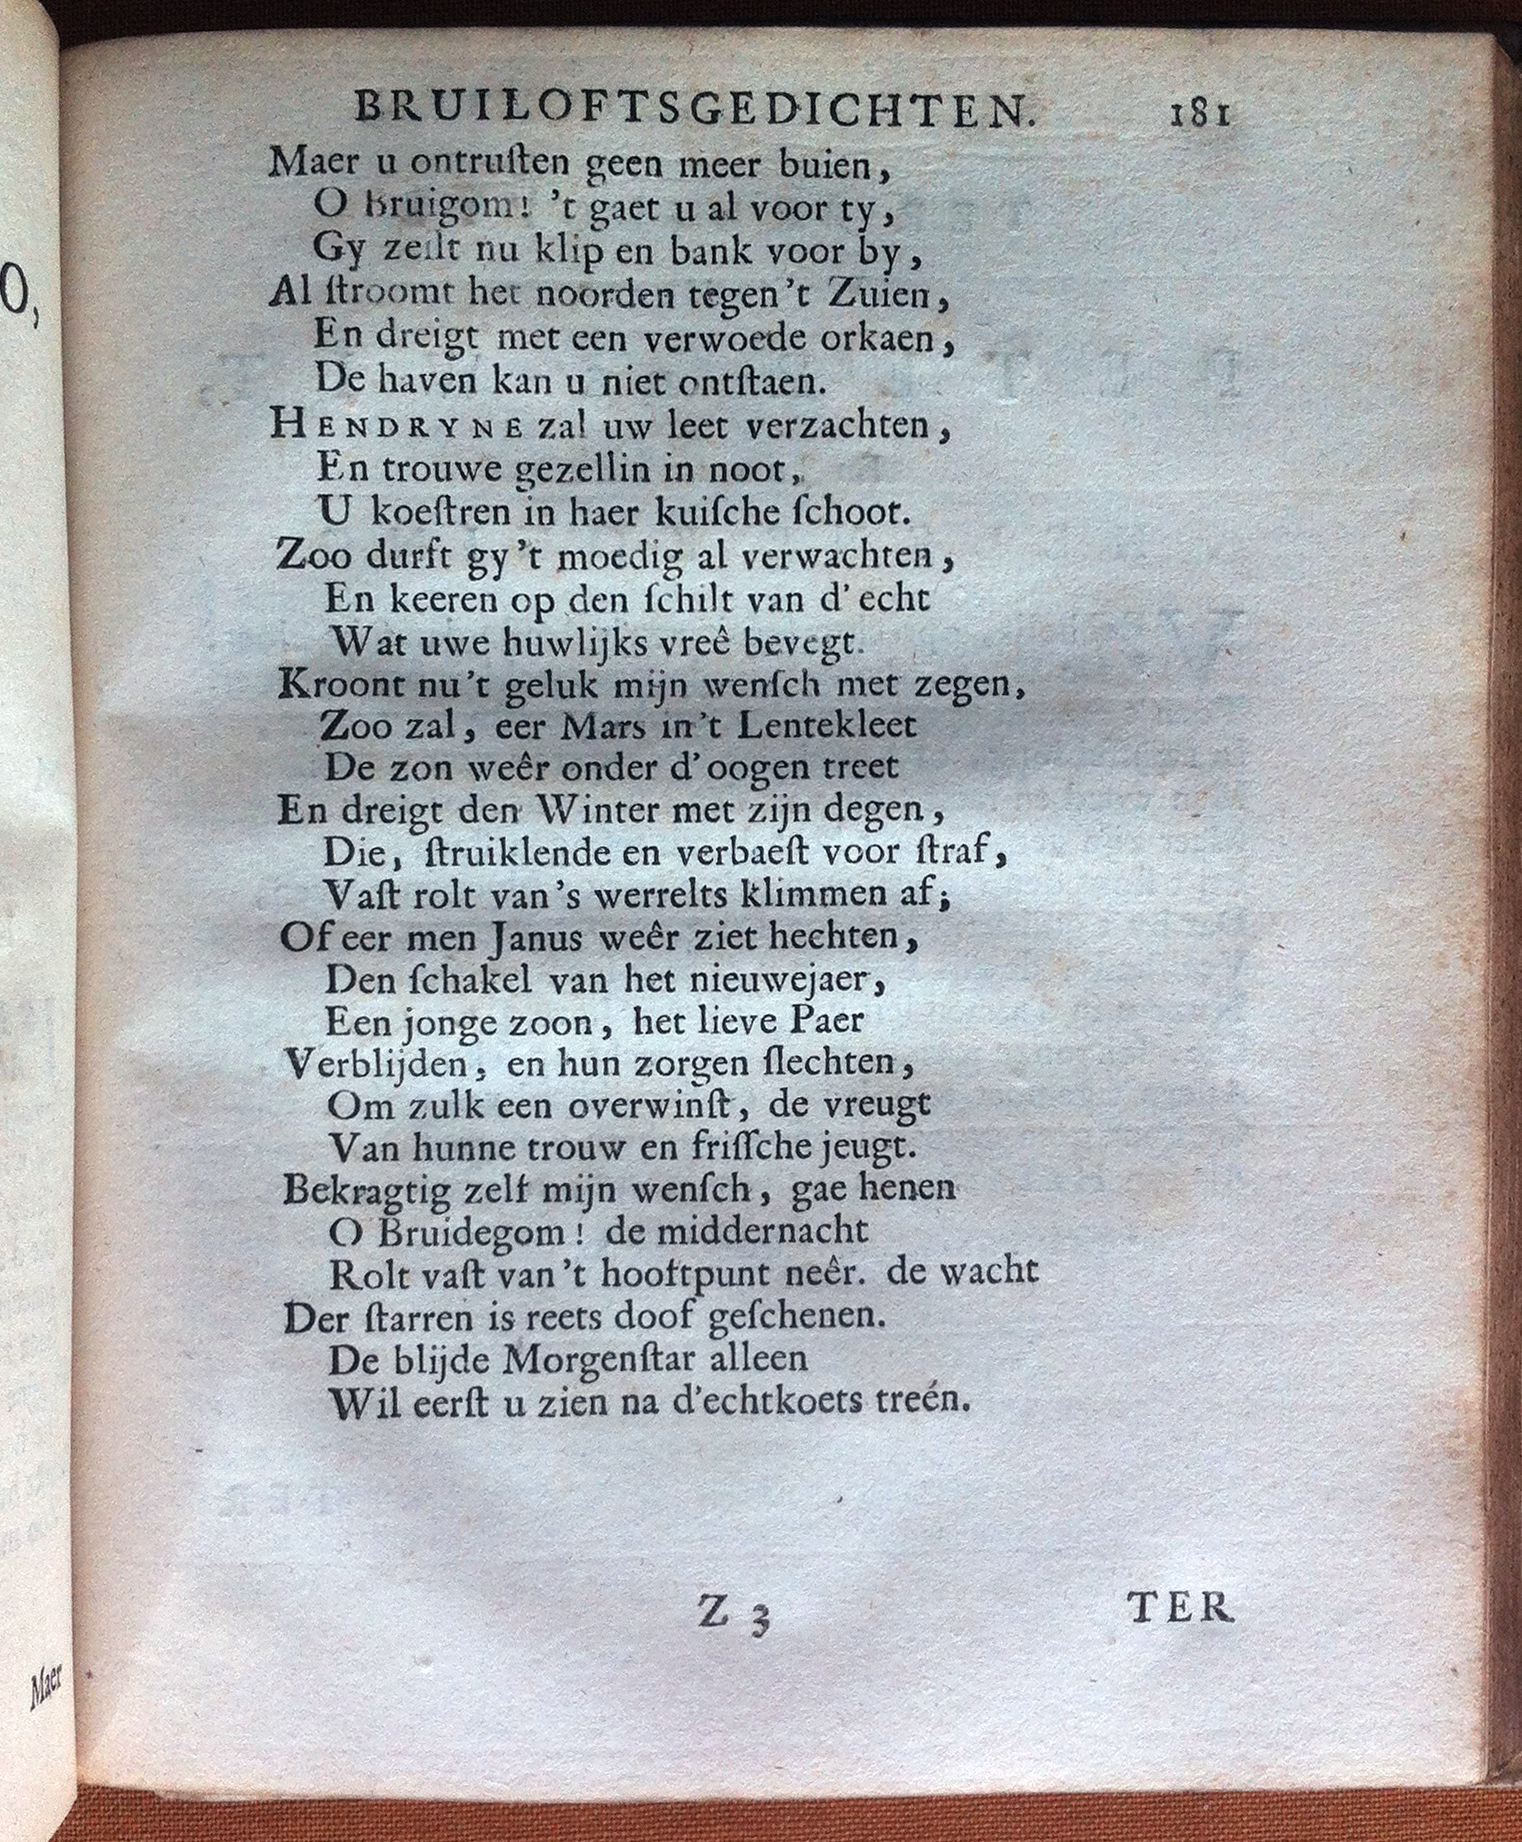 BRUILOFTSGEDICHTEN. 181
Maer u ontruſten geen meer buien,
O Bruigom! 't gaet u al voor ty,
Gy zeilt nu klip en bank voor by,
Al ſtroomt het noorden tegen 't Zuien,
En dreigt met een verwoede orkaen,
De haven kan u niet ontſtaen.
HENDRYNE zal uw leet verzachten,
En trouwe gezellin in noot,
U koeſtren in haer kuiſche ſchoot.
Zoo durft gy 't moedig al verwachten,
En keeren op den ſchilt van d' echt
Wat uwe huwlijks vreê bevegt.
Kroont nu 't geluk mijn wenſch met zegen,
Zoo zal, eer Mars in 't Lentekleet
De zon weêr onder d' oogen treet
En dreigt den Winter met zijn degen,
Die, ſtruiklende en verbaeſt voor ſtraf,
Vaſt rolt van 's werrelts klimmen af;
Of eer men Janus weêr ziet hechten,
Den ſchakel van het nieuwejaer,
Een jonge zoon, het lieve Paer
Verblijden, en hun zorgen ſlechten,
Om zulk een overwinſt, de vreugt
Van hunne trouw en friſſche jeugt.
Bekragtig zelf mijn wenſch, gae henen
O Bruidegom! de middernacht
Rolt vaſt van 't hooftpunt neêr. de wacht
Der ſtarren is reets doof geſchenen.
De blijde Morgenſtar alleen
Wil eerſt u zien na d'echtkoets treén.
Z 3 TER
O,
Maer